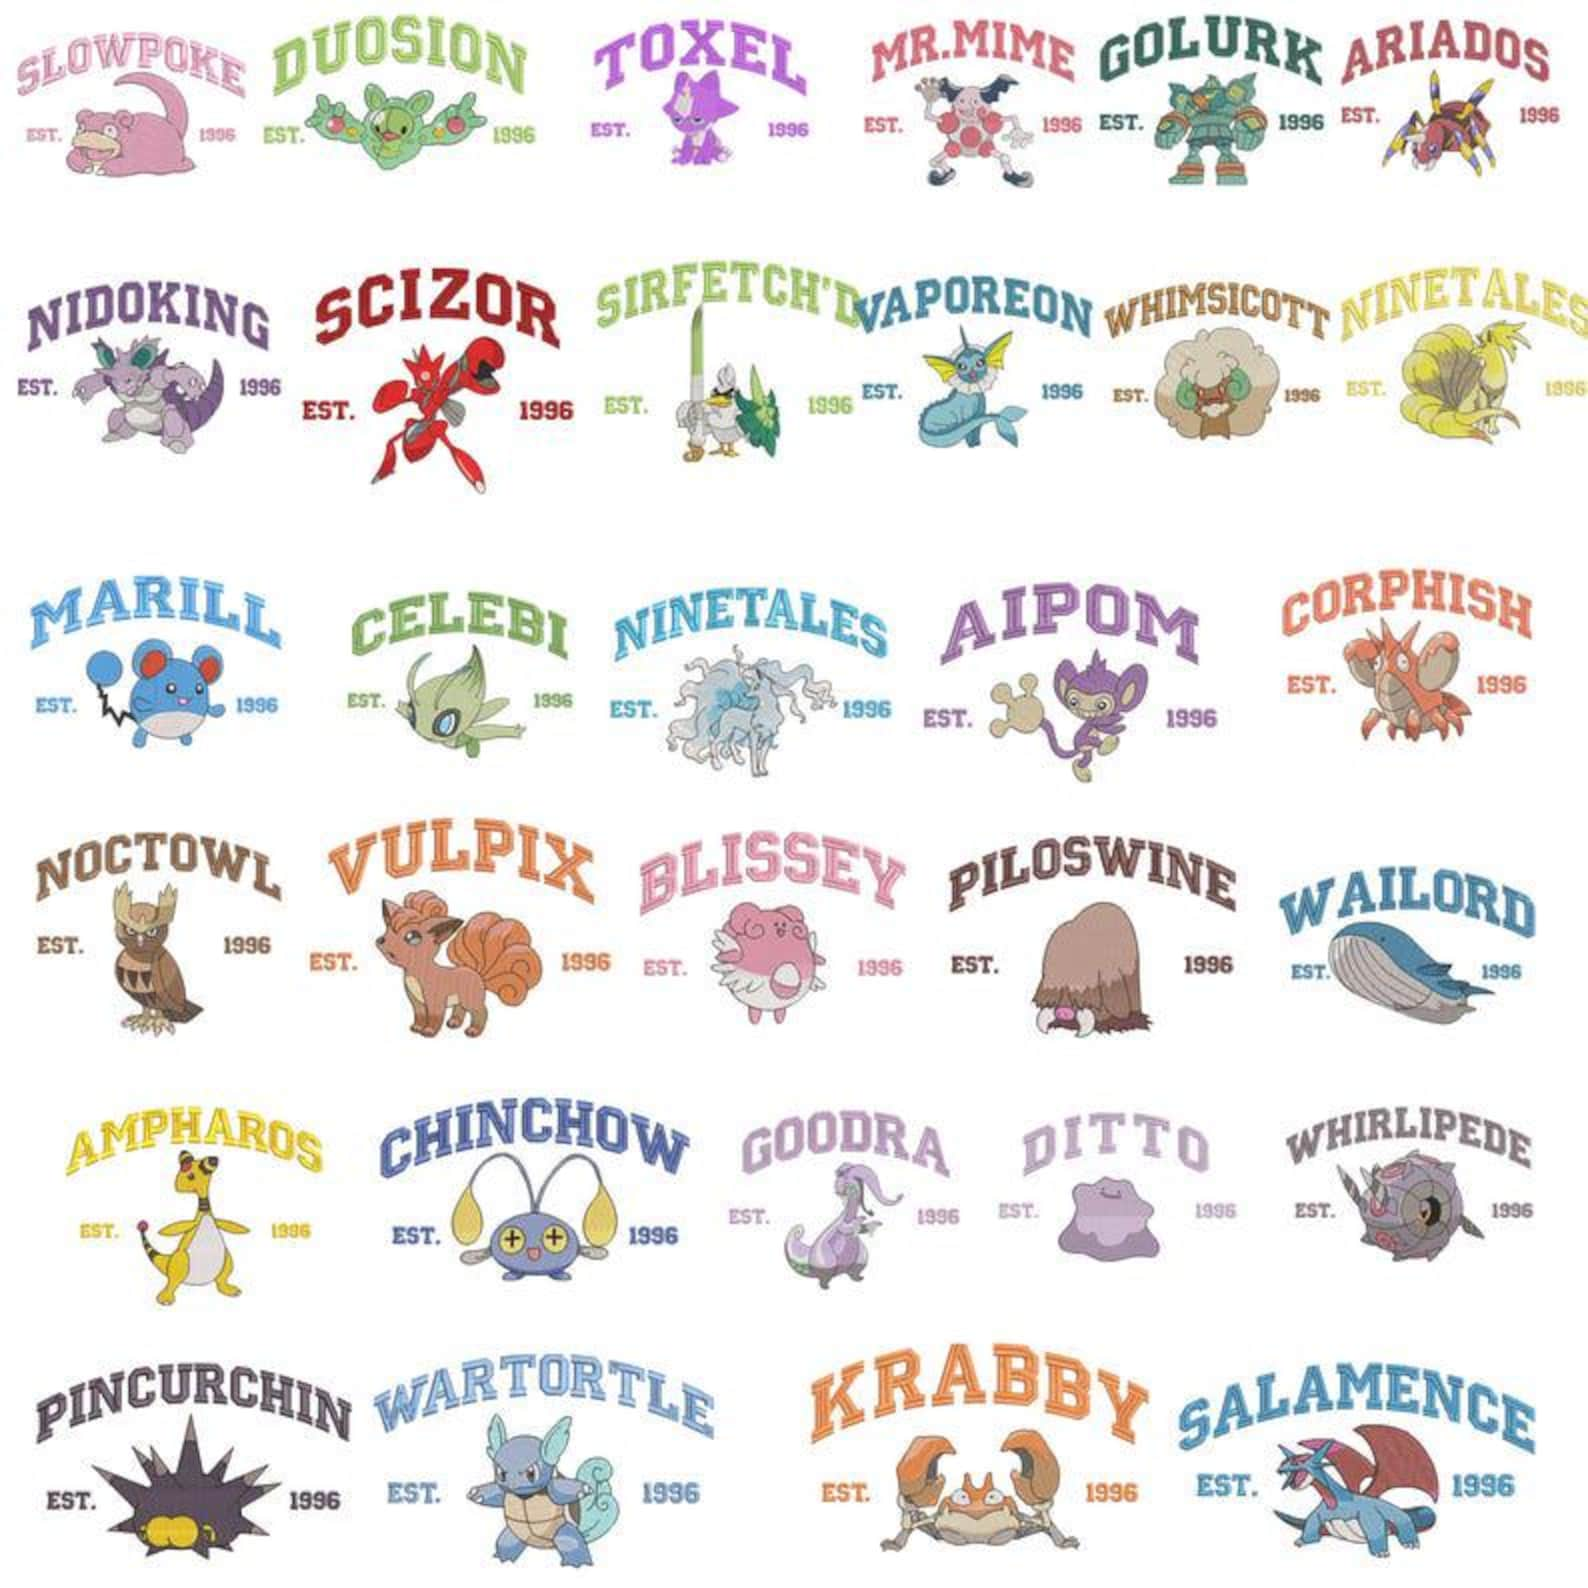 SLOWPOKE
EST. 1996
DUOSION
EST. 1996
TOXEL
EST. 1996
MR.MIME
EST. 1996
GOLURK
EST. 1996
ARIADOS
EST. 1996
NIDOKING
EST. 1996
SCIZOR
EST. 1996
SIRFETCH'D
EST. 1996
VAPOREON
EST. 1996
WHIMSICOTT
EST. 1996
NINETALES
EST. 1996
MARILL
EST. 1996
CELEBI
EST. 1996
NINETALES
EST. 1996
AIPOM
EST. 1996
CORPHISH
EST. 1996
NOCTOWL
EST. 1996
VULPIX
EST. 1996
BLISSEY
EST. 1996
PILOSWINE
EST. 1996
WAILORD
EST. 1996
AMPHAROS
EST. 1996
CHINCHOW
EST. 1996
GOODRA
EST. 1996
DITTO
EST. 1996
WHIRLIPEDE
EST. 1996
PINCURCHIN
EST. 1996
WARTORTLE
EST. 1996
KRABBY
EST. 1996
SALAMENCE
EST. 1996